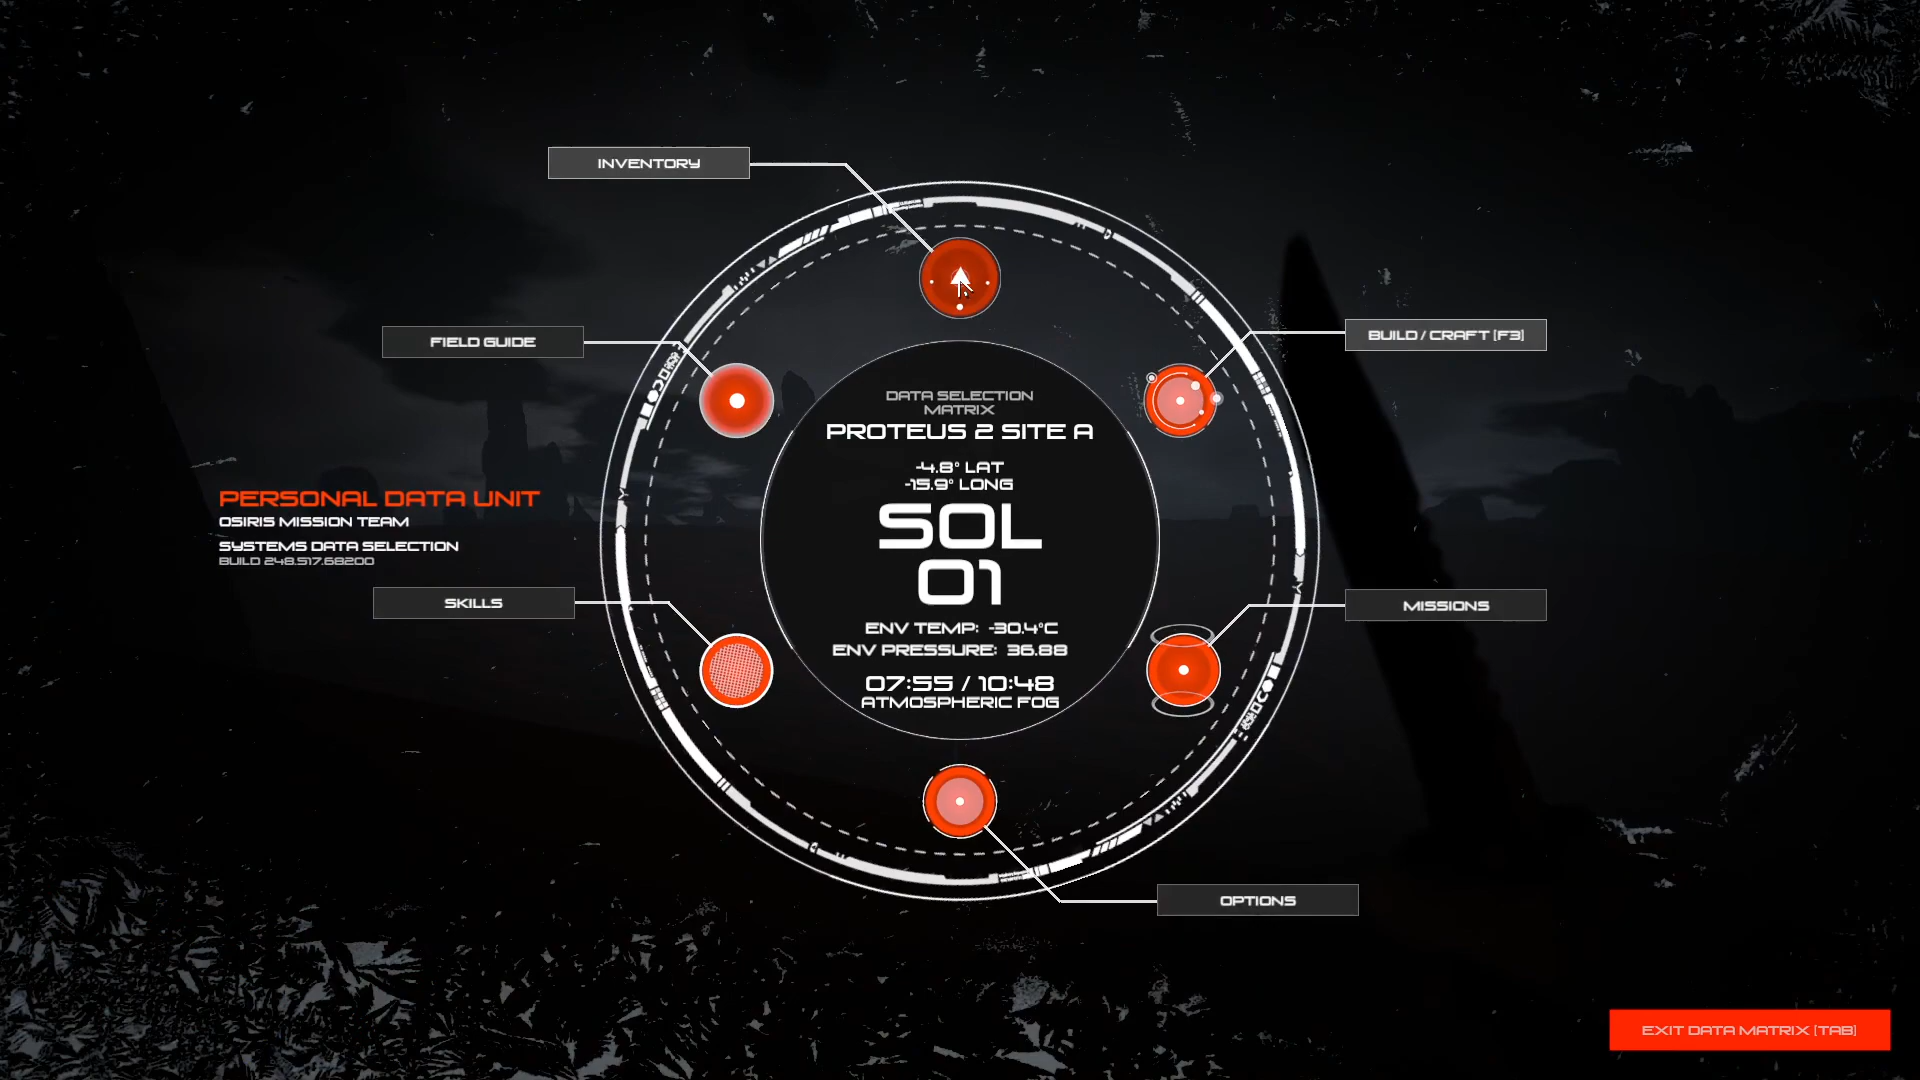 INVENTORY
FIELD GUIDE
BUILD / CRAFT [F3]
DATA SELECTION
MATRIX
PROTEUS 2 SITE A
-4.8° LAT
-15.9° LONG
SOL
01
ENV TEMP: -30.4°C
ENV PRESSURE: 36.88
07:55 / 10:48
ATMOSPHERIC FOG
PERSONAL DATA UNIT
OSIRIS MISSION TEAM
SYSTEMS DATA SELECTION
BUILD 248.517.68200
SKILLS
MISSIONS
OPTIONS
EXIT DATA MATRIX [TAB]